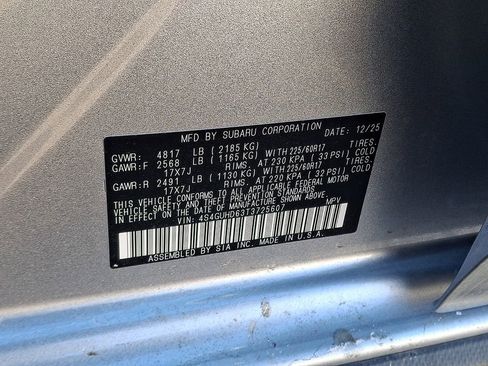 MFD BY SUBARU CORPORATION DATE: 12/25
GVWR: 4817 LB (2185 KG)
GAWR:F 2568 LB (1165 KG) WITH 225/60R17 TIRES.
17X7J RIMS. AT 230 KPA (33 PSI) COLD
GAWR:R 2491 LB (1130 KG) WITH 225/60R17 TIRES.
17X7J RIMS. AT 220 KPA (32 PSI) COLD
THIS VEHICLE CONFORMS TO ALL APPLICABLE FEDERAL MOTOR
VEHICLE SAFETY AND BUMPER STANDARDS IN EFFECT ON THE
DATE OF MANUFACTURE SHOWN ABOVE.
VIN: 4S4GUHD63T3725607 MPV
ASSEMBLED BY SIA INC. IN U.S.A.